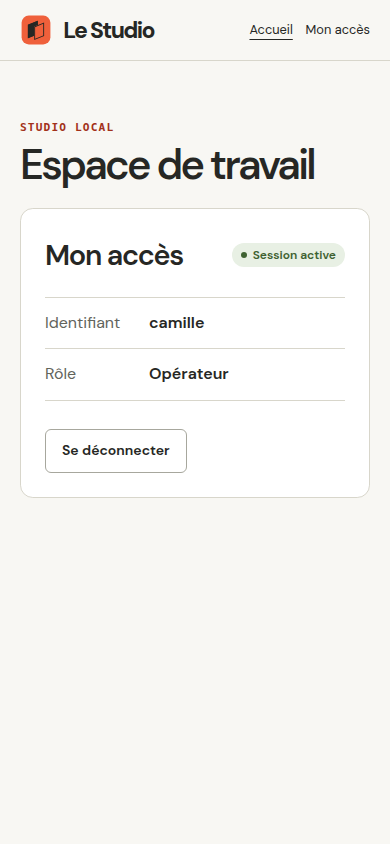 Le Studio
Accueil Mon accès
STUDIO LOCAL
Espace de travail
Mon accès
Session active
Identifiant camille
Rôle Opérateur
Se déconnecter